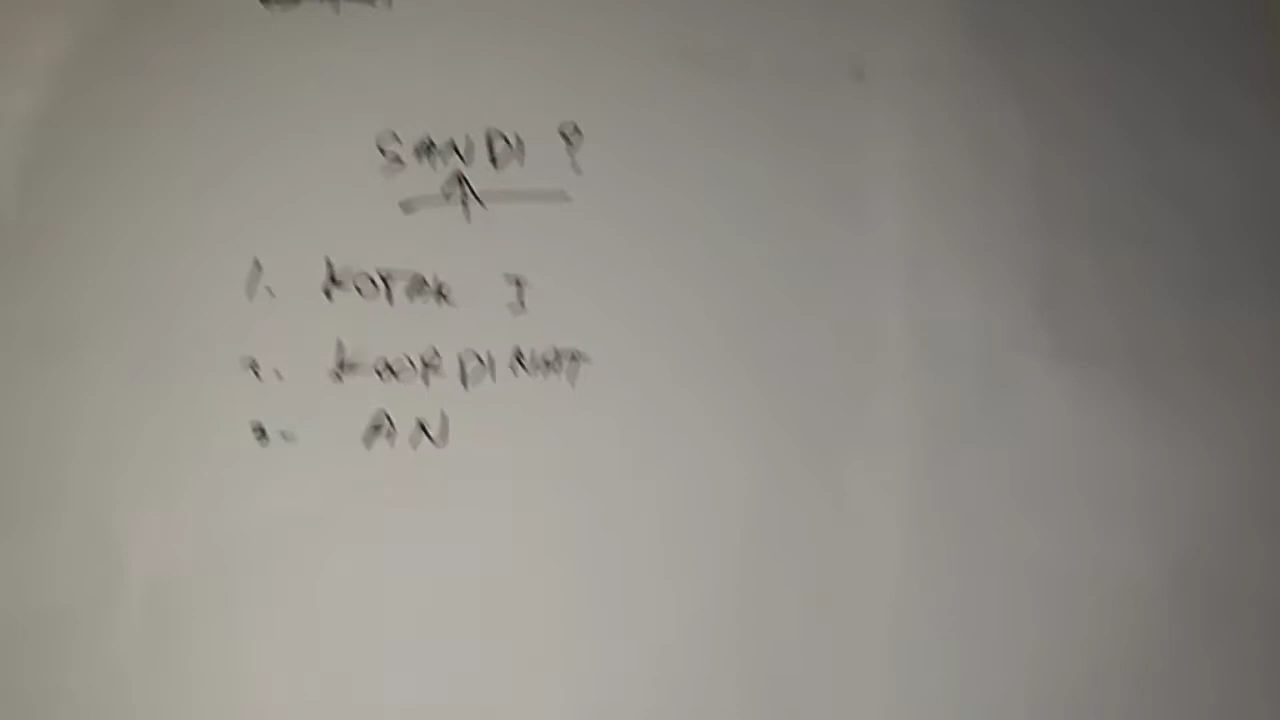 SANDI ?
1. KOTAK I
2. KOORDINAT
3. AN